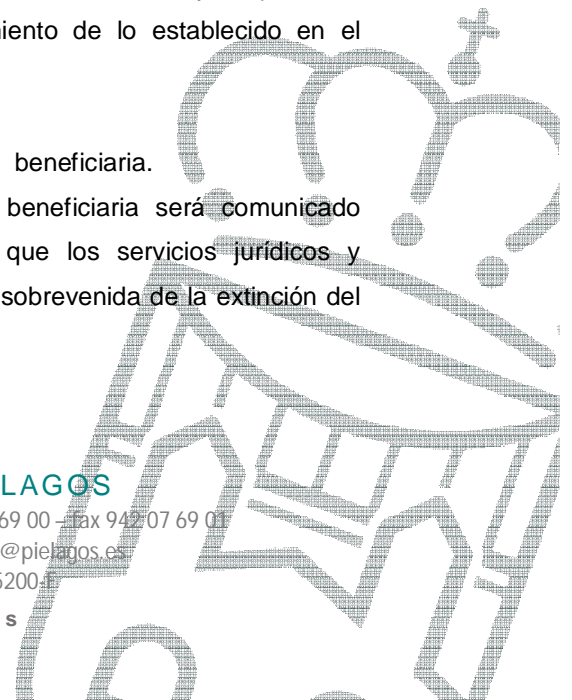 miento de lo establecido en el
beneficiaria.
beneficiaria será comunicado
que los servicios jurídicos y
sobrevenida de la extinción del
LAGOS
69 00 – fax 942 07 69 01
@pielagos.es
5200-F
s